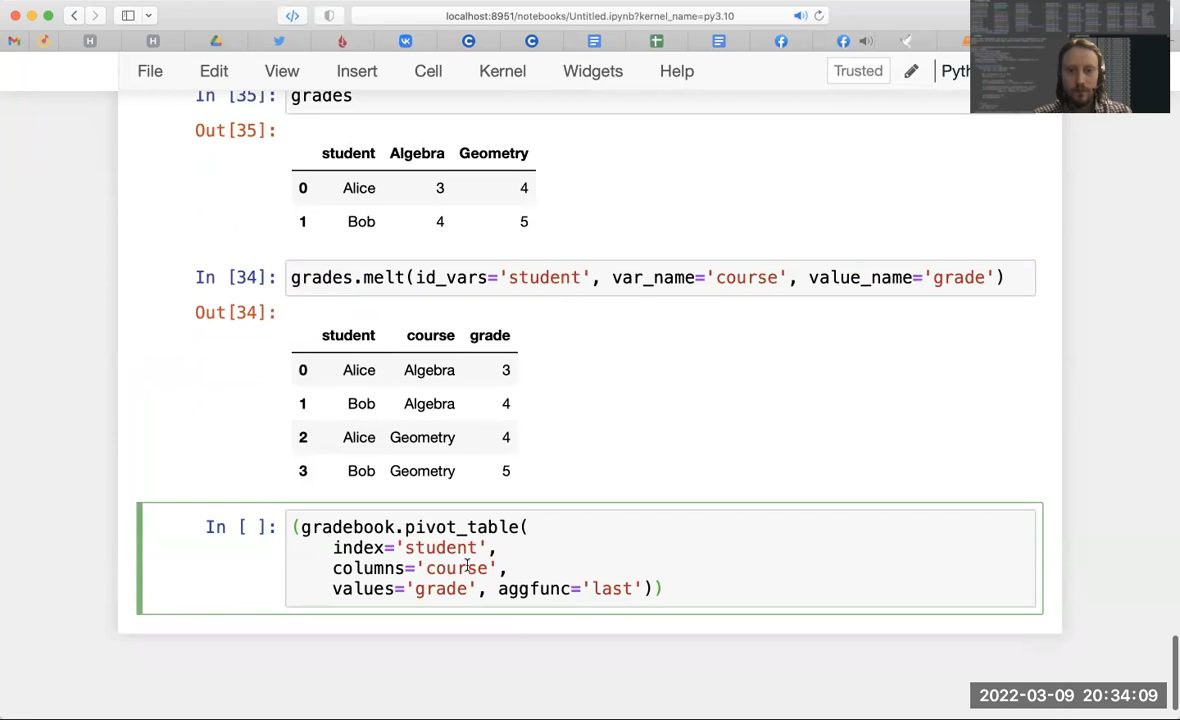 localhost:8951/notebooks/Untitled.ipynb?kernel_name=py3.10
File Edit View Insert Cell Kernel Widgets Help Trusted
In [35]: grades
Out[35]:
student Algebra Geometry
0 Alice 3 4
1 Bob 4 5
In [34]: grades.melt(id_vars='student', var_name='course', value_name='grade')
Out[34]:
student course grade
0 Alice Algebra 3
1 Bob Algebra 4
2 Alice Geometry 4
3 Bob Geometry 5
In [ ]: (gradebook.pivot_table(
index='student',
columns='course',
values='grade', aggfunc='last'))
2022-03-09 20:34:09